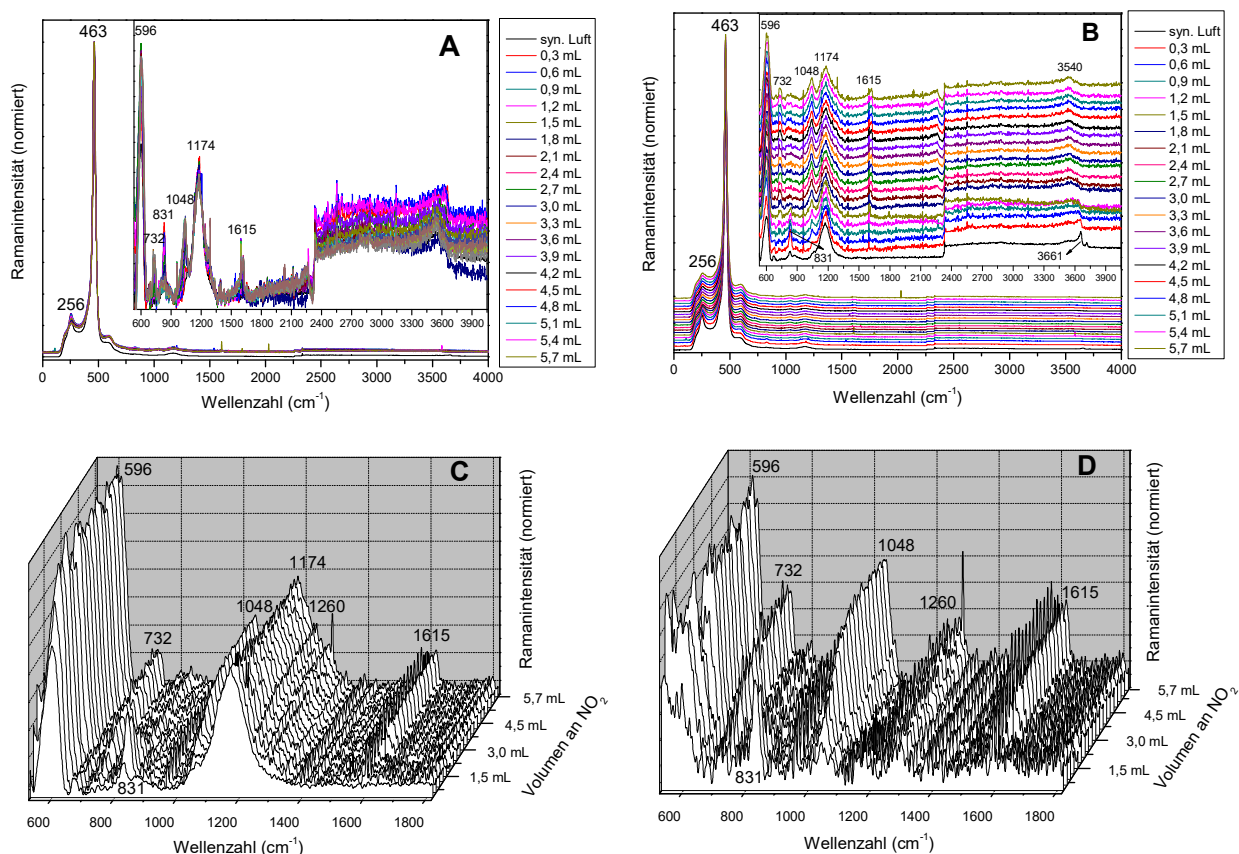 A
463
596
732
831
1048
1174
1615
256
600 900 1200 1500 1800 2100 2400 2700 3000 3300 3600 3900
0 500 1000 1500 2000 2500 3000 3500 4000
Wellenzahl (cm-1)
Ramanintensität (normiert)
syn. Luft
0,3 mL
0,6 mL
0,9 mL
1,2 mL
1,5 mL
1,8 mL
2,1 mL
2,4 mL
2,7 mL
3,0 mL
3,3 mL
3,6 mL
3,9 mL
4,2 mL
4,5 mL
4,8 mL
5,1 mL
5,4 mL
5,7 mL
B
463
596
732
1048
1174
1615
3540
831
3661
256
600 900 1200 1500 1800 2100 2400 2700 3000 3300 3600 3900
0 500 1000 1500 2000 2500 3000 3500 4000
Wellenzahl (cm-1)
Ramanintensität (normiert)
syn. Luft
0,3 mL
0,6 mL
0,9 mL
1,2 mL
1,5 mL
1,8 mL
2,1 mL
2,4 mL
2,7 mL
3,0 mL
3,3 mL
3,6 mL
3,9 mL
4,2 mL
4,5 mL
4,8 mL
5,1 mL
5,4 mL
5,7 mL
C
596
732
831
1048
1174
1260
1615
600 800 1000 1200 1400 1600 1800
Wellenzahl (cm-1)
Ramanintensität (normiert)
5,7 mL
4,5 mL
3,0 mL
1,5 mL
Volumen an NO2
D
596
732
831
1048
1260
1615
600 800 1000 1200 1400 1600 1800
Wellenzahl (cm-1)
Ramanintensität (normiert)
5,7 mL
4,5 mL
3,0 mL
1,5 mL
Volumen an NO2